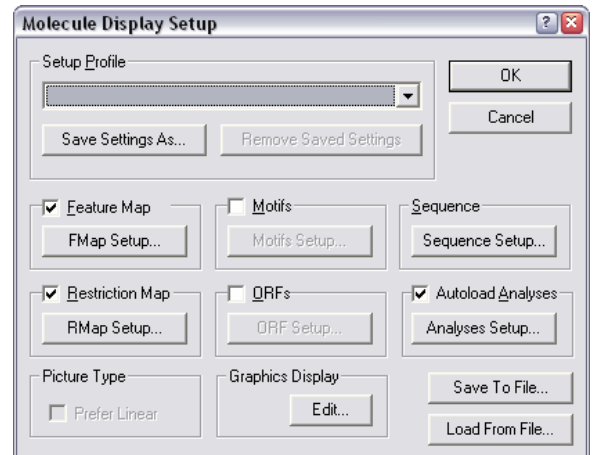 Molecule Display Setup
Setup Profile
OK
Cancel
Save Settings As...
Remove Saved Settings
Feature Map
Motifs
Sequence
FMap Setup...
Motifs Setup...
Sequence Setup...
Restriction Map
ORFs
Autoload Analyses
RMap Setup...
ORF Setup...
Analyses Setup...
Picture Type
Graphics Display
Save To File...
Prefer Linear
Edit...
Load From File...